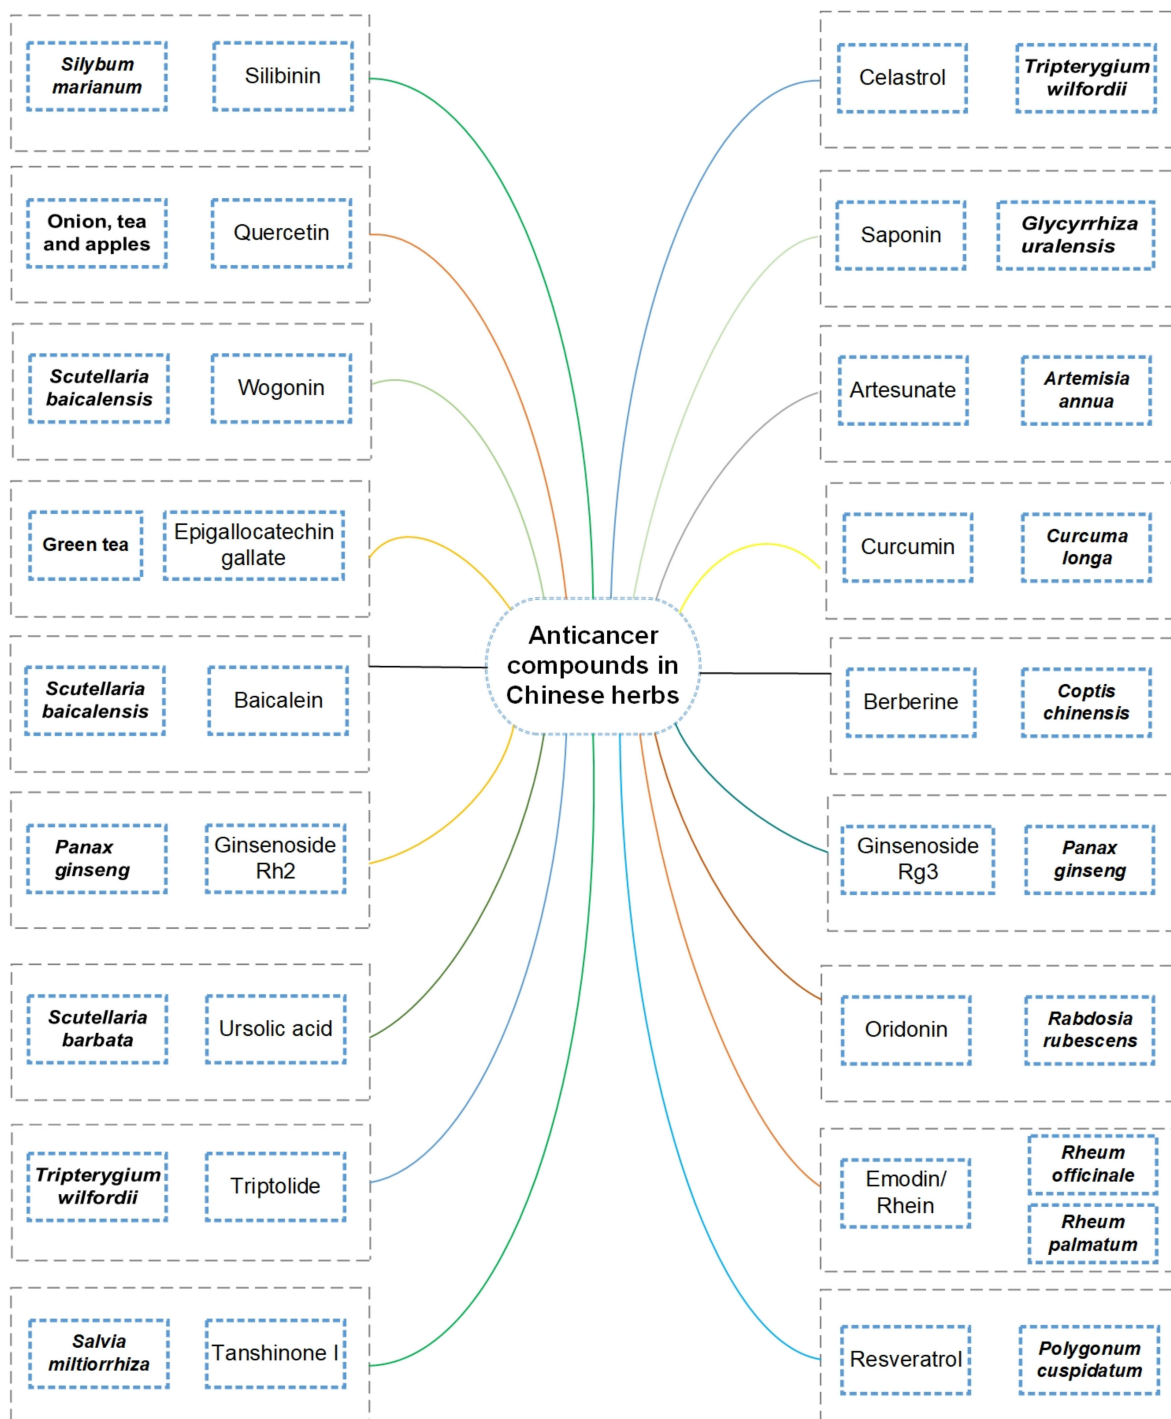 Silybum
marianum
Silibinin
Onion, tea
and apples
Quercetin
Scutellaria
baicalensis
Wogonin
Green tea
Epigallocatechin
gallate
Scutellaria
baicalensis
Baicalein
Panax
ginseng
Ginsenoside
Rh2
Scutellaria
barbata
Ursolic acid
Tripterygium
wilfordii
Triptolide
Salvia
miltiorrhiza
Tanshinone I
Anticancer
compounds in
Chinese herbs
Celastrol
Tripterygium
wilfordii
Saponin
Glycyrrhiza
uralensis
Artesunate
Artemisia
annua
Curcumin
Curcuma
longa
Berberine
Coptis
chinensis
Ginsenoside
Rg3
Panax
ginseng
Oridonin
Rabdosia
rubescens
Emodin/
Rhein
Rheum
officinale
Rheum
palmatum
Resveratrol
Polygonum
cuspidatum